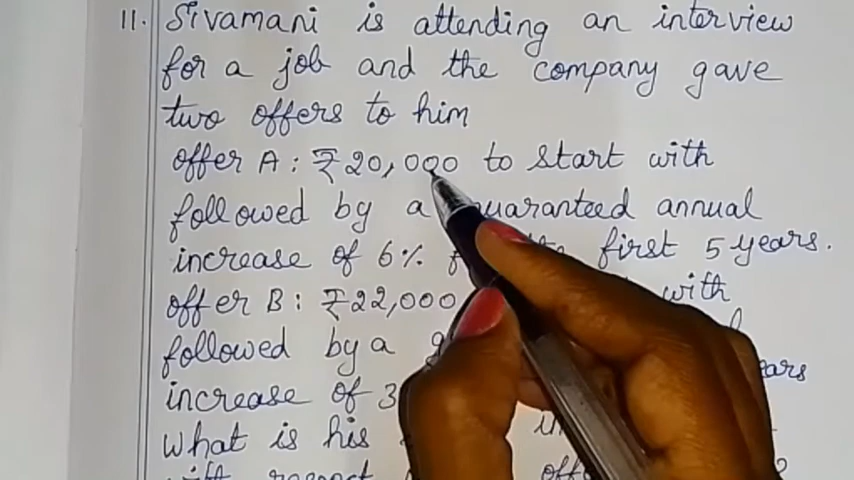 11. Sivamani is attending an interview
for a job and the company gave
two offers to him
offer A: ₹20,000 to start with
followed by a guaranteed annual
increase of 6% the first 5 years.
offer B: ₹22,000 with
followed by a
increase of 3
What is his